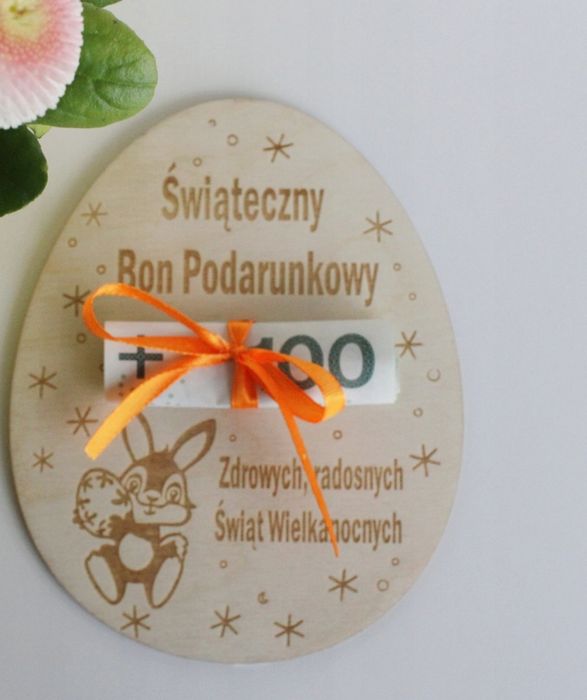 Świąteczny
Bon Podarunkowy
+ 100
Zdrowych, radosnych
Świąt Wielkanocnych